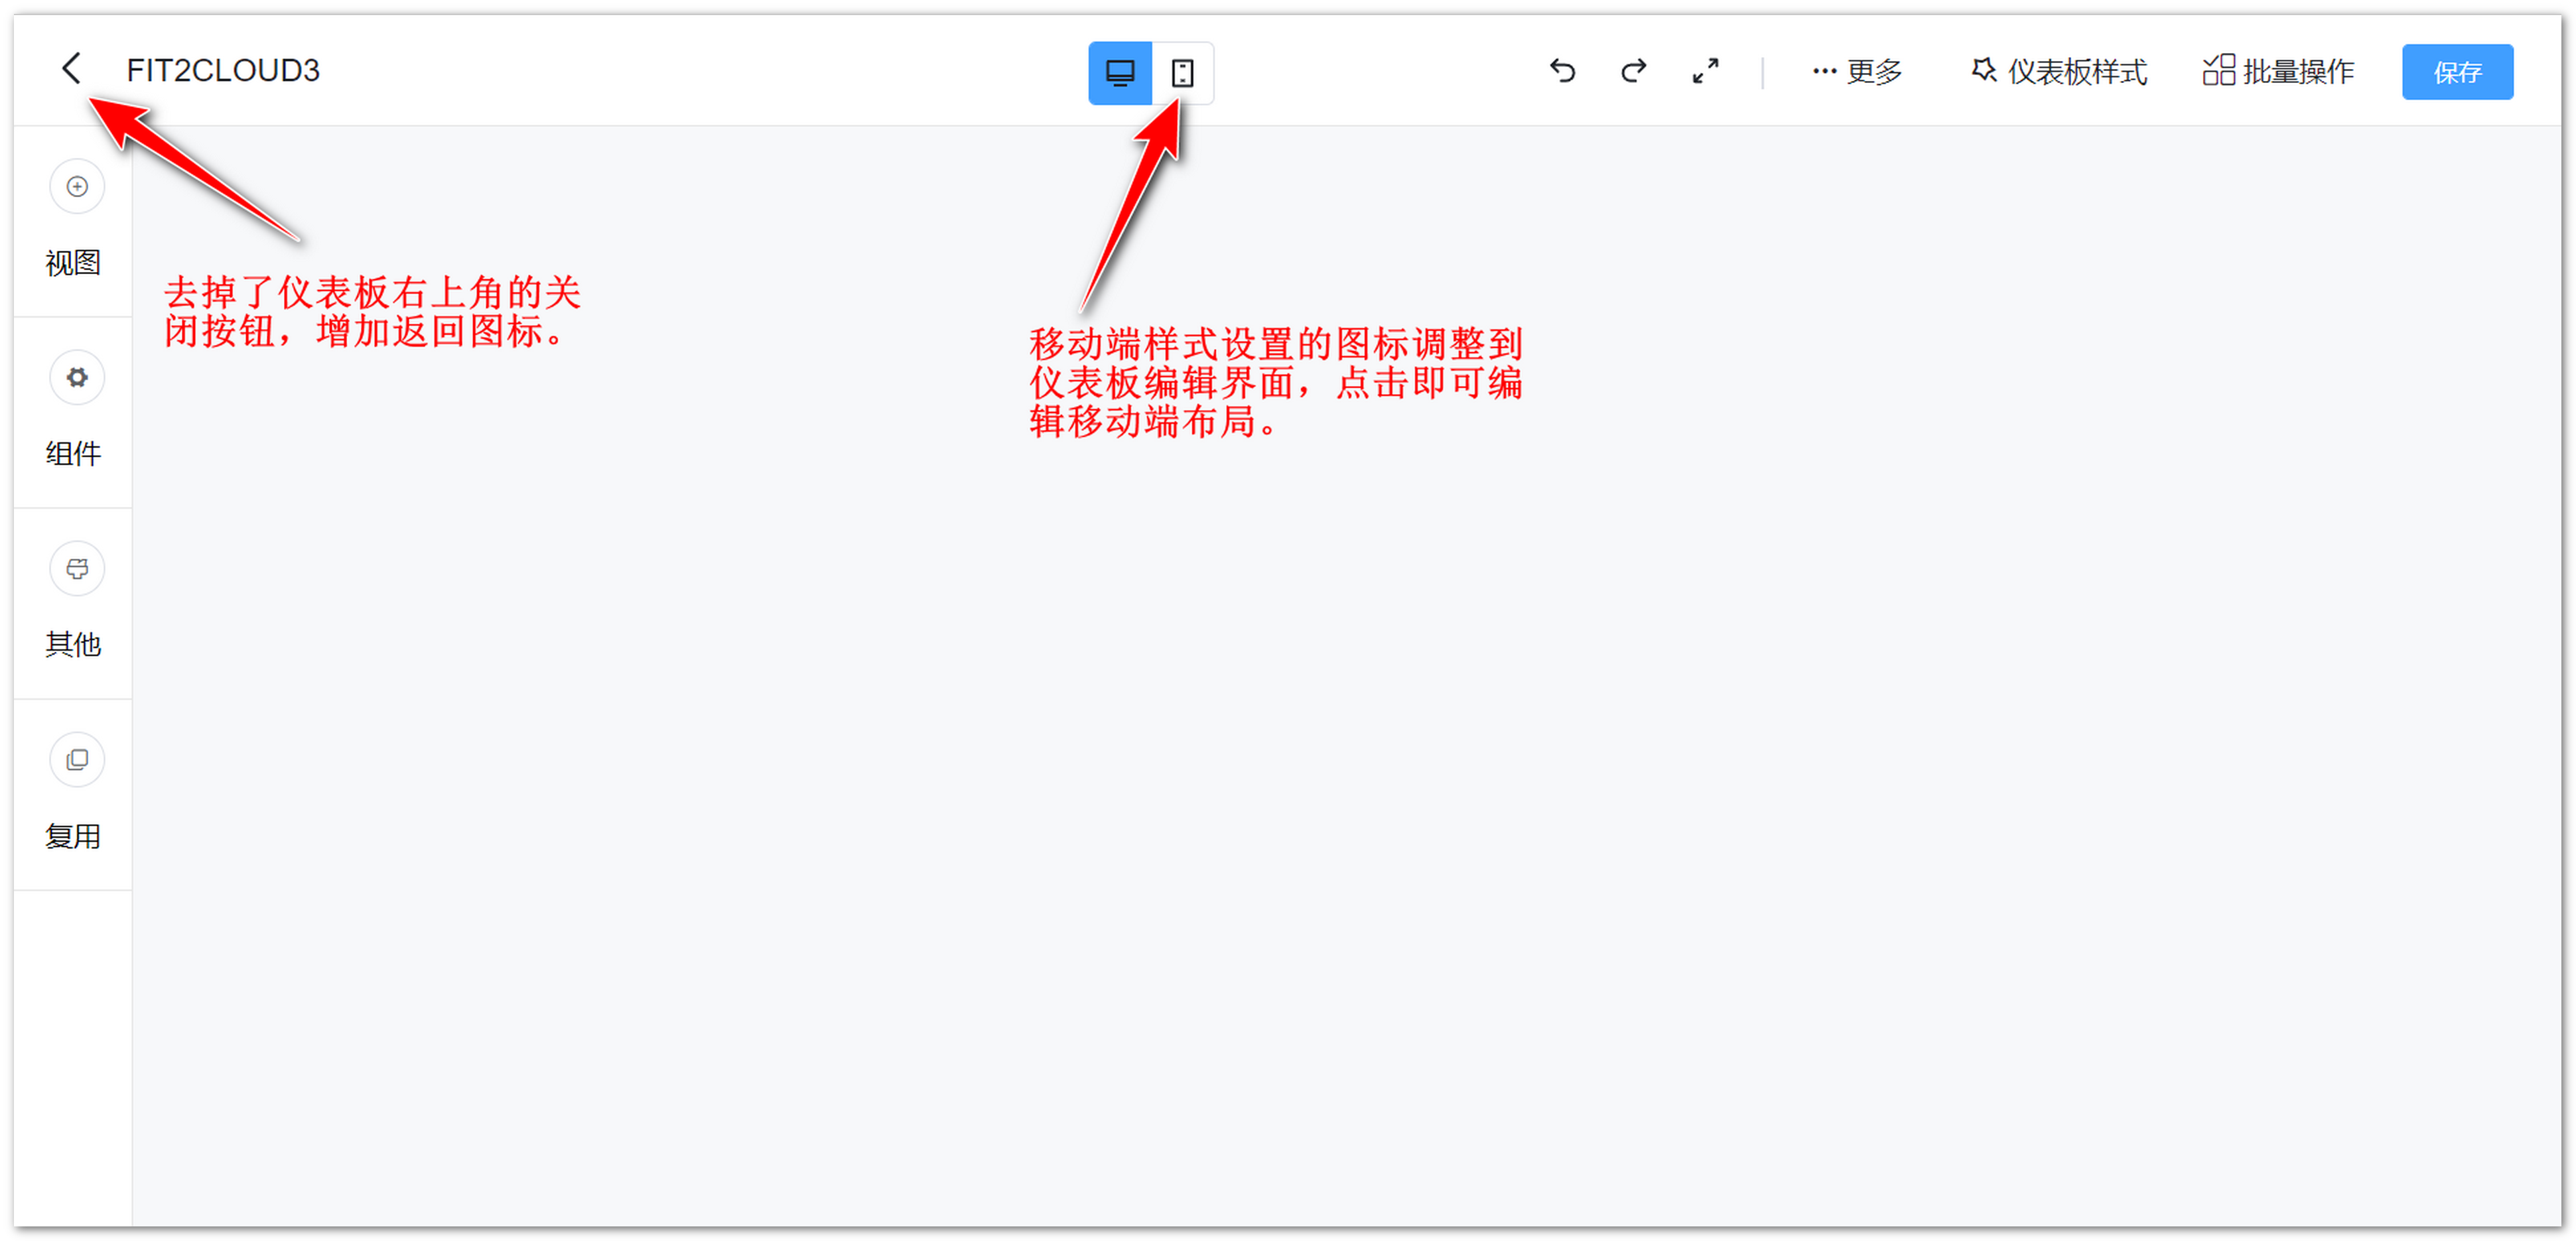 FIT2CLOUD3
更多
仪表板样式
批量操作
保存
视图
组件
其他
复用
去掉了仪表板右上角的关
闭按钮，增加返回图标。
移动端样式设置的图标调整到
仪表板编辑界面，点击即可编
辑移动端布局。